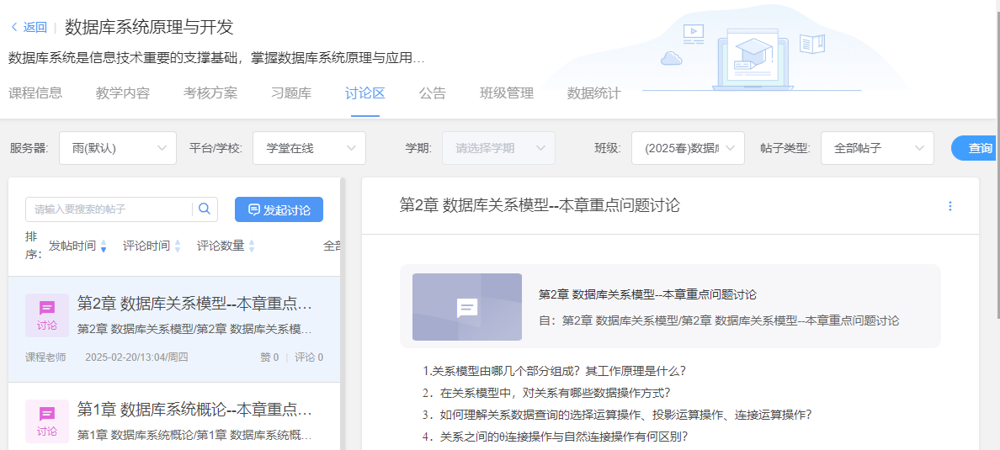 返回 | 数据库系统原理与开发
数据库系统是信息技术重要的支撑基础，掌握数据库系统原理与应用…
课程信息 教学内容 考核方案 习题库 讨论区 公告 班级管理 数据统计
服务器: 雨(默认) 平台/学校: 学堂在线 学期: 请选择学期 班级: (2025春)数据 帖子类型: 全部帖子 查询
请输入要搜索的帖子 发起讨论
排序: 发帖时间 评论时间 评论数量 全部
第2章 数据库关系模型--本章重点…
讨论
第2章 数据库关系模型/第2章 数据库关系模…
课程老师 2025-02-20/13:04/周四 赞 0 | 评论 0
第1章 数据库系统概论--本章重点…
讨论
第1章 数据库系统概论/第1章 数据库系统概…
第2章 数据库关系模型--本章重点问题讨论
第2章 数据库关系模型--本章重点问题讨论
自：第2章 数据库关系模型/第2章 数据库关系模型--本章重点问题讨论
1.关系模型由哪几个部分组成？其工作原理是什么？
2．在关系模型中，对关系有哪些数据操作方式？
3．如何理解关系数据查询的选择运算操作、投影运算操作、连接运算操作？
4．关系之间的θ连接操作与自然连接操作有何区别？